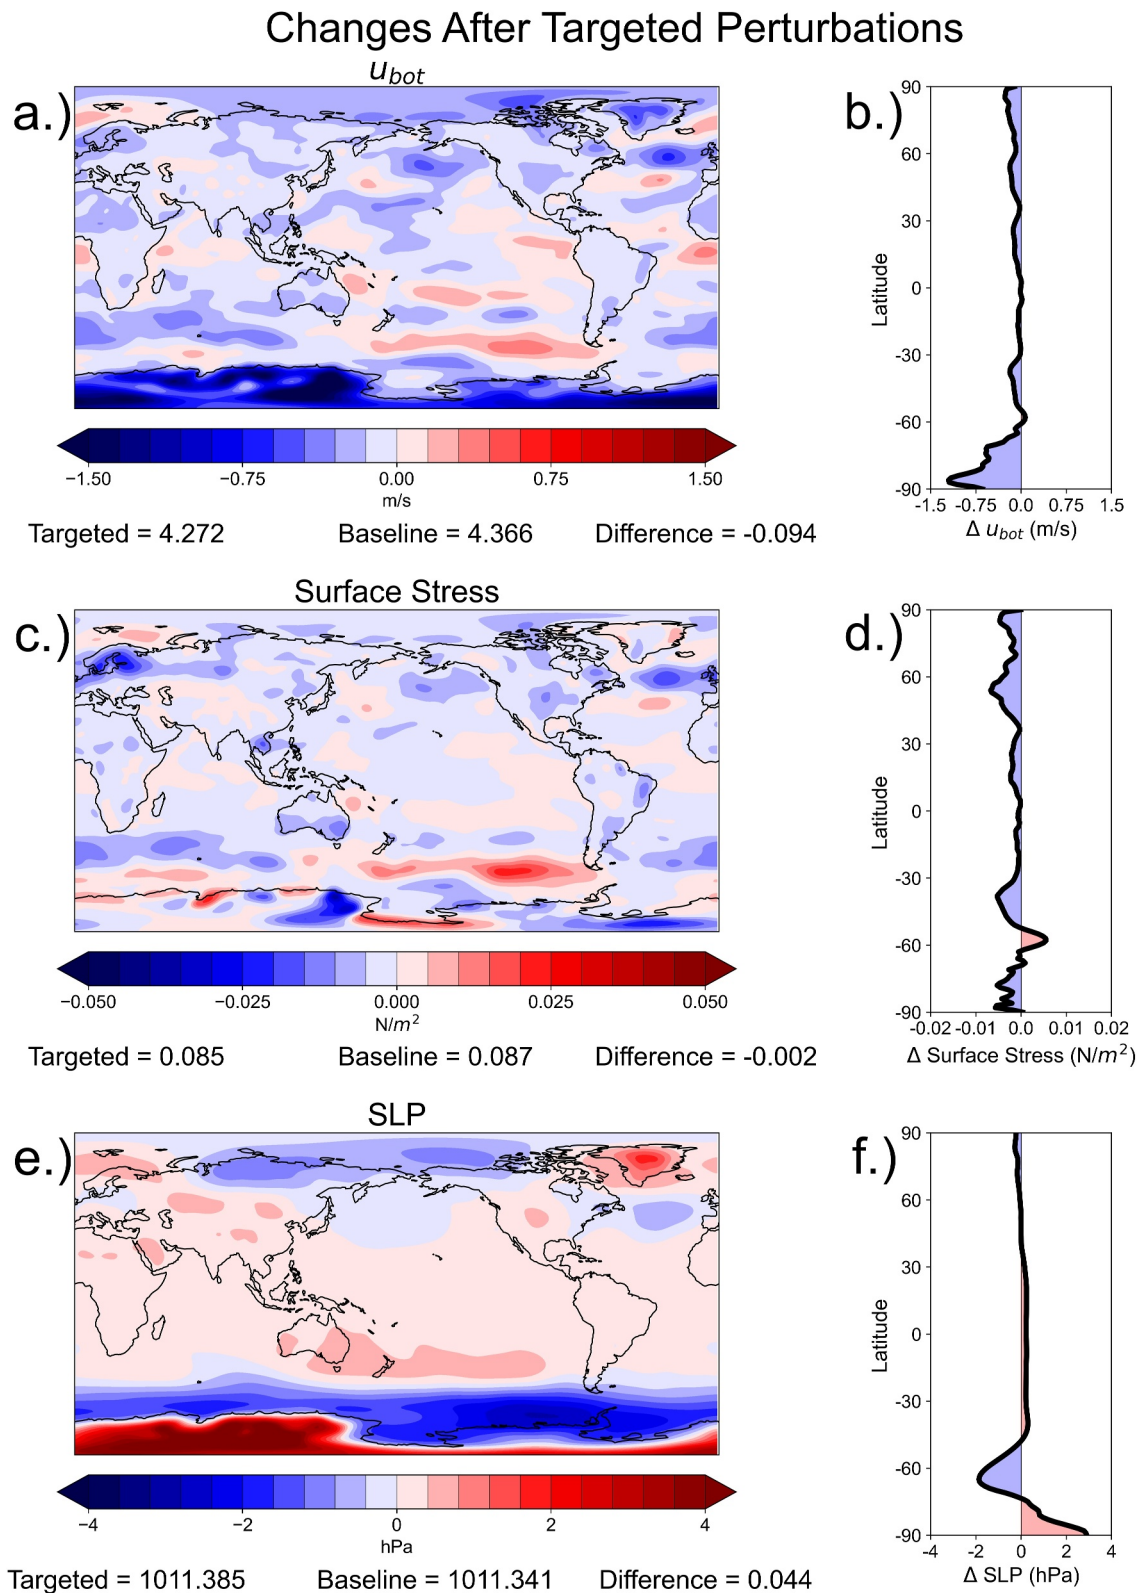 Changes After Targeted Perturbations
u_bot
a.)
−1.50 −0.75 0.00 0.75 1.50
m/s
Targeted = 4.272 Baseline = 4.366 Difference = -0.094
b.)
90
60
30
0
-30
-60
-90
Latitude
-1.5 -0.75 0.0 0.75 1.5
Δ u_bot (m/s)
Surface Stress
c.)
−0.050 −0.025 0.000 0.025 0.050
N/m²
Targeted = 0.085 Baseline = 0.087 Difference = -0.002
d.)
90
60
30
0
-30
-60
-90
Latitude
-0.02 -0.01 0.0 0.01 0.02
Δ Surface Stress (N/m²)
SLP
e.)
−4 −2 0 2 4
hPa
Targeted = 1011.385 Baseline = 1011.341 Difference = 0.044
f.)
90
60
30
0
-30
-60
-90
Latitude
-4 -2 0 2 4
Δ SLP (hPa)